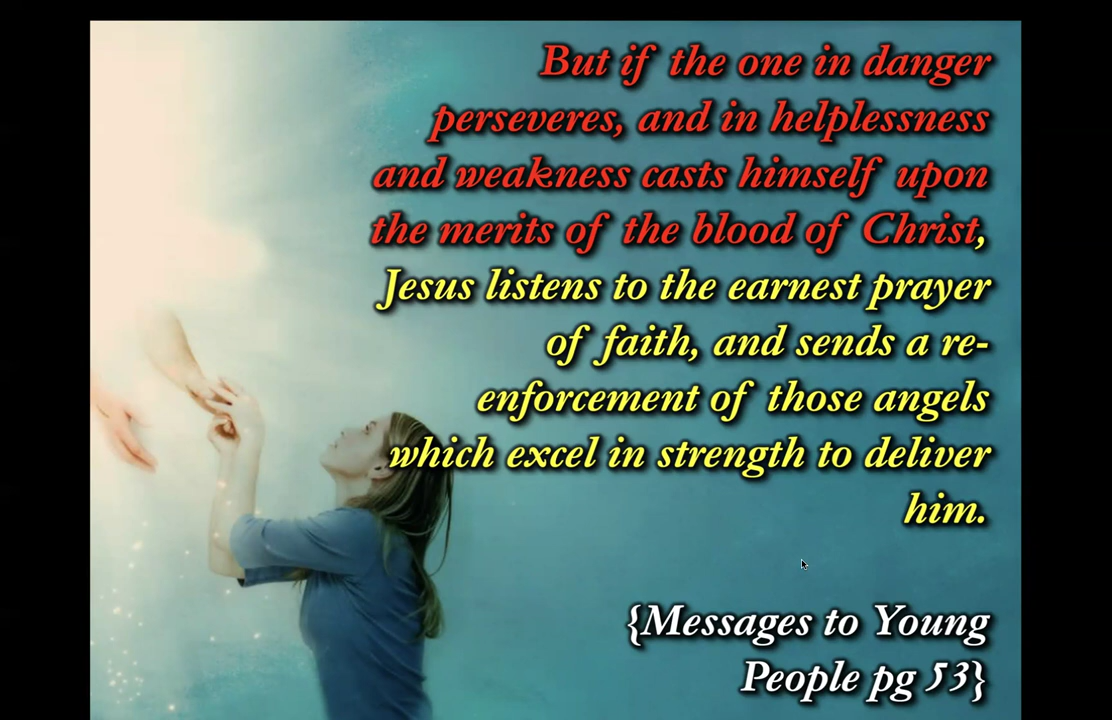 But if the one in danger
perseveres, and in helplessness
and weakness casts himself upon
the merits of the blood of Christ,
Jesus listens to the earnest prayer
of faith, and sends a re-
enforcement of those angels
which excel in strength to deliver
him.
{Messages to Young
People pg 53}